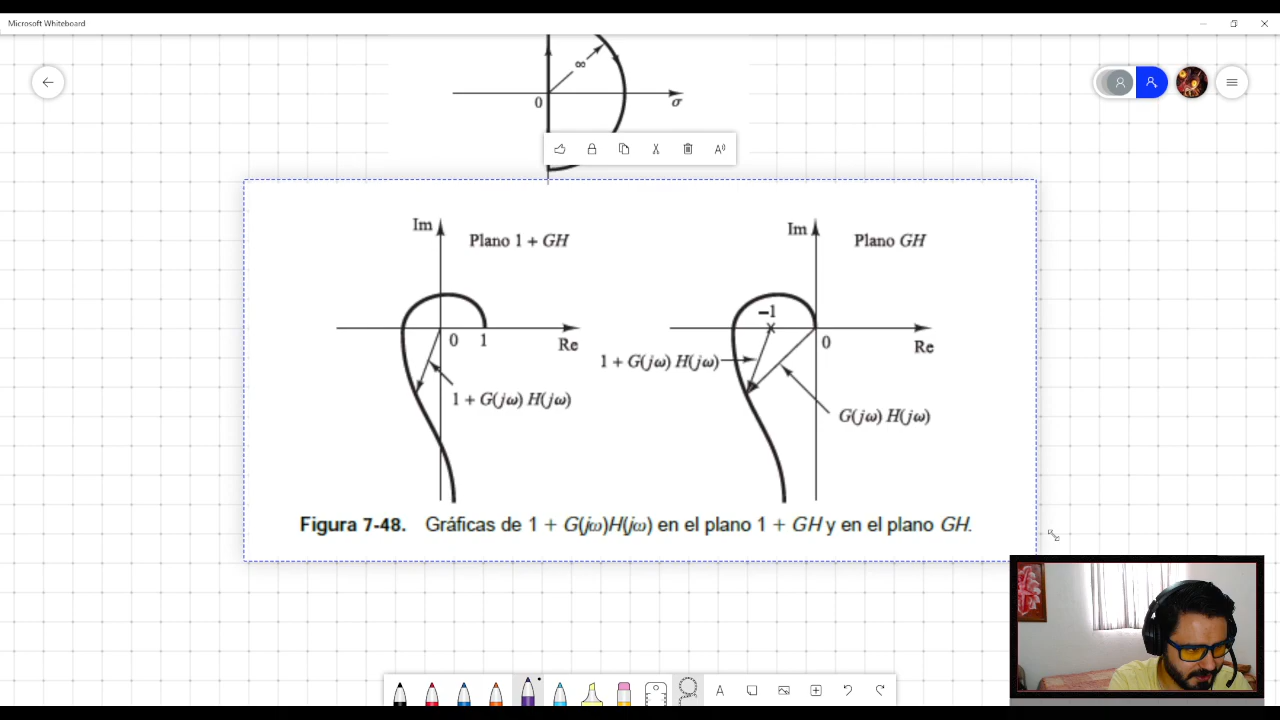 Microsoft Whiteboard
∞
0
σ
Im
Plano 1 + GH
0 1
Re
1 + G(jω) H(jω)
Im
Plano GH
−1
0
Re
1 + G(jω) H(jω)
G(jω) H(jω)
Figura 7-48. Gráficas de 1 + G(jω)H(jω) en el plano 1 + GH y en el plano GH.